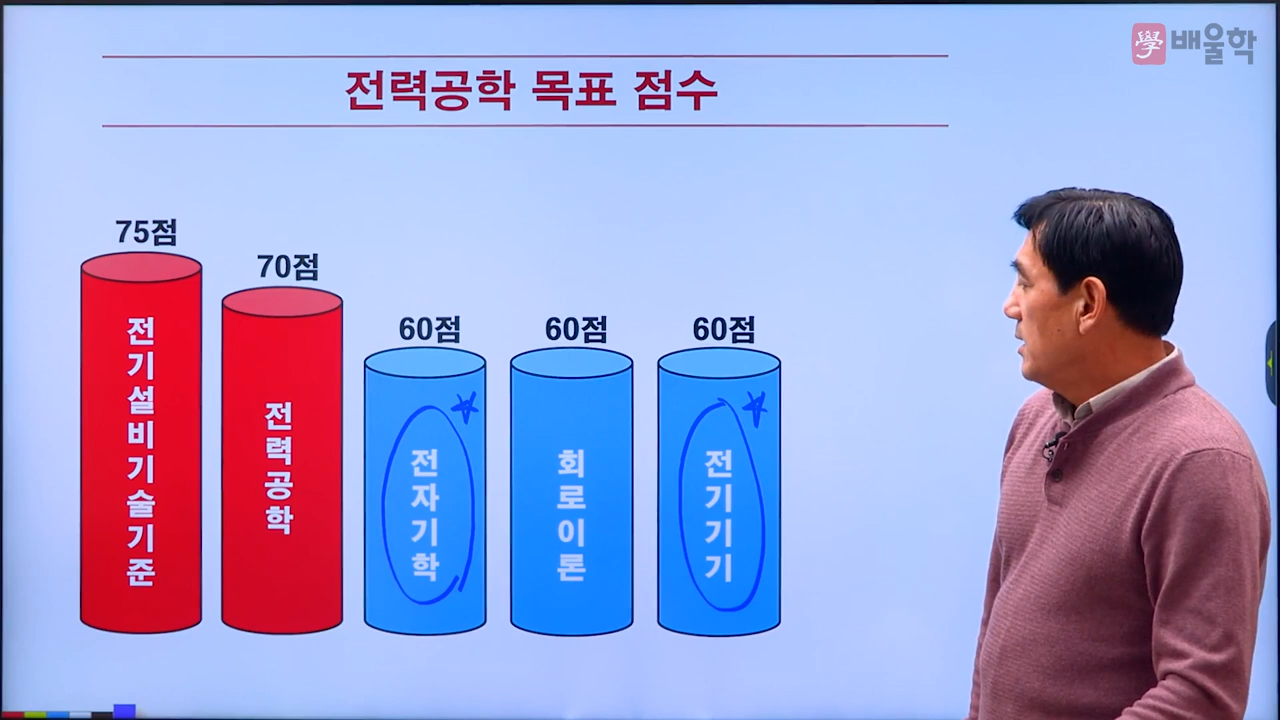 學 배울학
전력공학 목표 점수
75점
70점
60점
60점
60점
전기설비기술기준
전력공학
전자기학
회로이론
전기기기